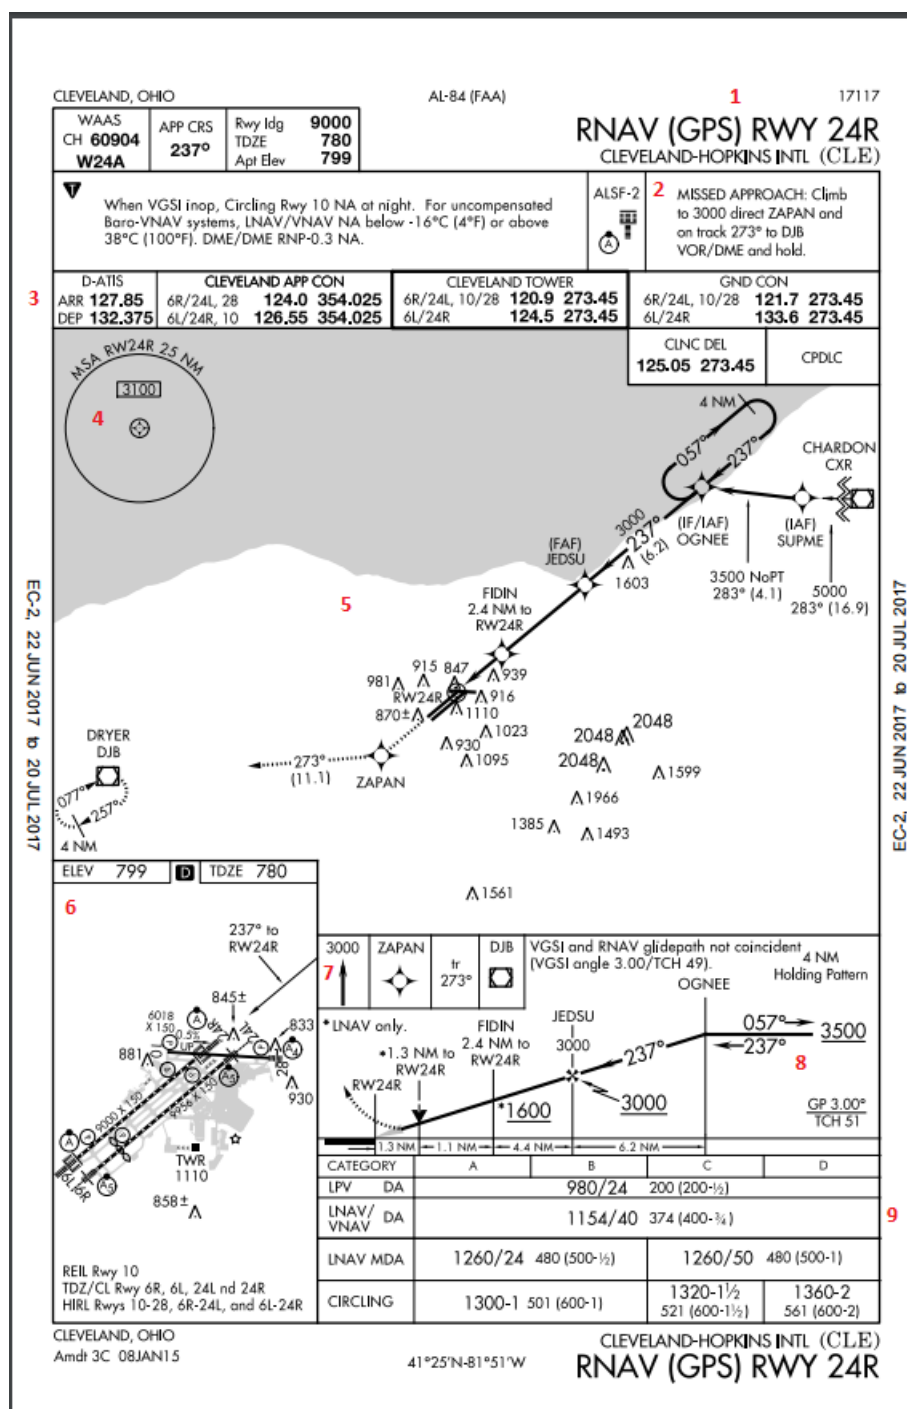 CLEVELAND, OHIO
AL-84 (FAA)
1
17117
WAAS
CH 60904
W24A
APP CRS
237°
Rwy ldg 9000
TDZE 780
Apt Elev 799
RNAV (GPS) RWY 24R
CLEVELAND-HOPKINS INTL (CLE)
T
When VGSI inop, Circling Rwy 10 NA at night. For uncompensated
Baro-VNAV systems, LNAV/VNAV NA below -16°C (4°F) or above
38°C (100°F). DME/DME RNP-0.3 NA.
ALSF-2
A
2
MISSED APPROACH: Climb
to 3000 direct ZAPAN and
on track 273° to DJB
VOR/DME and hold.
3
D-ATIS
ARR 127.85
DEP 132.375
CLEVELAND APP CON
6R/24L, 28 124.0 354.025
6L/24R, 10 126.55 354.025
CLEVELAND TOWER
6R/24L, 10/28 120.9 273.45
6L/24R 124.5 273.45
GND CON
6R/24L, 10/28 121.7 273.45
6L/24R 133.6 273.45
CLNC DEL
125.05 273.45
CPDLC
MSA RW24R 25 NM
3100
4
4 NM
057°
237°
CHARDON
CXR
(IF/IAF)
OGNEE
(IAF)
SUPME
3000
237°
(6.2)
3500 NoPT
283° (4.1)
5000
283° (16.9)
(FAF)
JEDSU
1603
5
FIDIN
2.4 NM to
RW24R
981
915
847
939
RW24R
916
870±
1110
1023
930
1095
2048
2048
2048
1599
1966
1385
1493
1561
273°
(11.1)
ZAPAN
DRYER
DJB
077°
257°
4 NM
EC-2, 22 JUN 2017 to 20 JUL 2017
EC-2, 22 JUN 2017 to 20 JUL 2017
ELEV 799
D
TDZE 780
6
237° to
RW24R
845±
6018
X 150
0.5%
UP
A
24R
24L
833
881
10
28
930
9000 X 150
9956 X 150
A
A5
6L
6R
A5
TWR
1110
858±
REIL Rwy 10
TDZ/CL Rwy 6R, 6L, 24L nd 24R
HIRL Rwys 10-28, 6R-24L, and 6L-24R
3000
7
ZAPAN
tr
273°
DJB
VGSI and RNAV glidepath not coincident
(VGSI angle 3.00/TCH 49).
4 NM
Holding Pattern
OGNEE
*LNAV only.
*1.3 NM to
RW24R
RW24R
FIDIN
2.4 NM to
RW24R
JEDSU
3000
237°
057°
237°
3500
8
*1600
3000
GP 3.00°
TCH 51
1.3 NM
1.1 NM
4.4 NM
6.2 NM
CATEGORY A B C D
LPV DA 980/24 200 (200-½)
LNAV/
VNAV DA 1154/40 374 (400-¾)
9
LNAV MDA 1260/24 480 (500-½) 1260/50 480 (500-1)
CIRCLING 1300-1 501 (600-1)
1320-1½
521 (600-1½)
1360-2
561 (600-2)
CLEVELAND, OHIO
Amdt 3C 08JAN15
41°25'N-81°51'W
CLEVELAND-HOPKINS INTL (CLE)
RNAV (GPS) RWY 24R